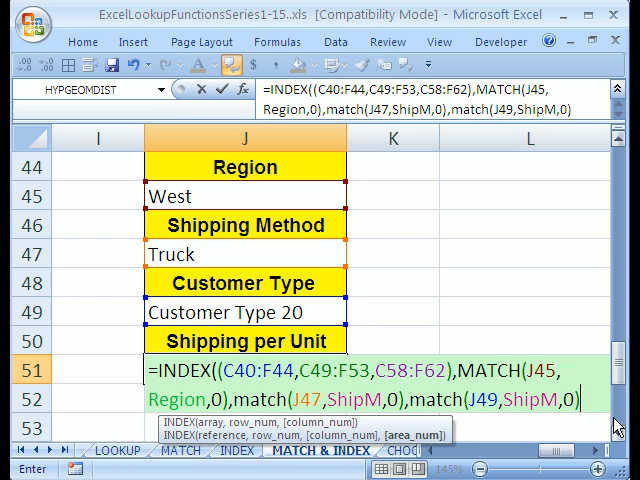 ExcelLookupFunctionsSeries1-15..xls [Compatibility Mode] - Microsoft Excel
Home Insert Page Layout Formulas Data Review View Developer
HYPGEOMDIST fx =INDEX((C40:F44,C49:F53,C58:F62),MATCH(J45,
Region,0),match(J47,ShipM,0),match(J49,ShipM,0)
I J K L
44 Region
45 West
46 Shipping Method
47 Truck
48 Customer Type
49 Customer Type 20
50 Shipping per Unit
51 =INDEX((C40:F44,C49:F53,C58:F62),MATCH(J45,
52 Region,0),match(J47,ShipM,0),match(J49,ShipM,0)
53 INDEX(array, row_num, [column_num])
INDEX(reference, row_num, [column_num], [area_num])
LOOKUP MATCH INDEX MATCH & INDEX CHOO
Enter 145%